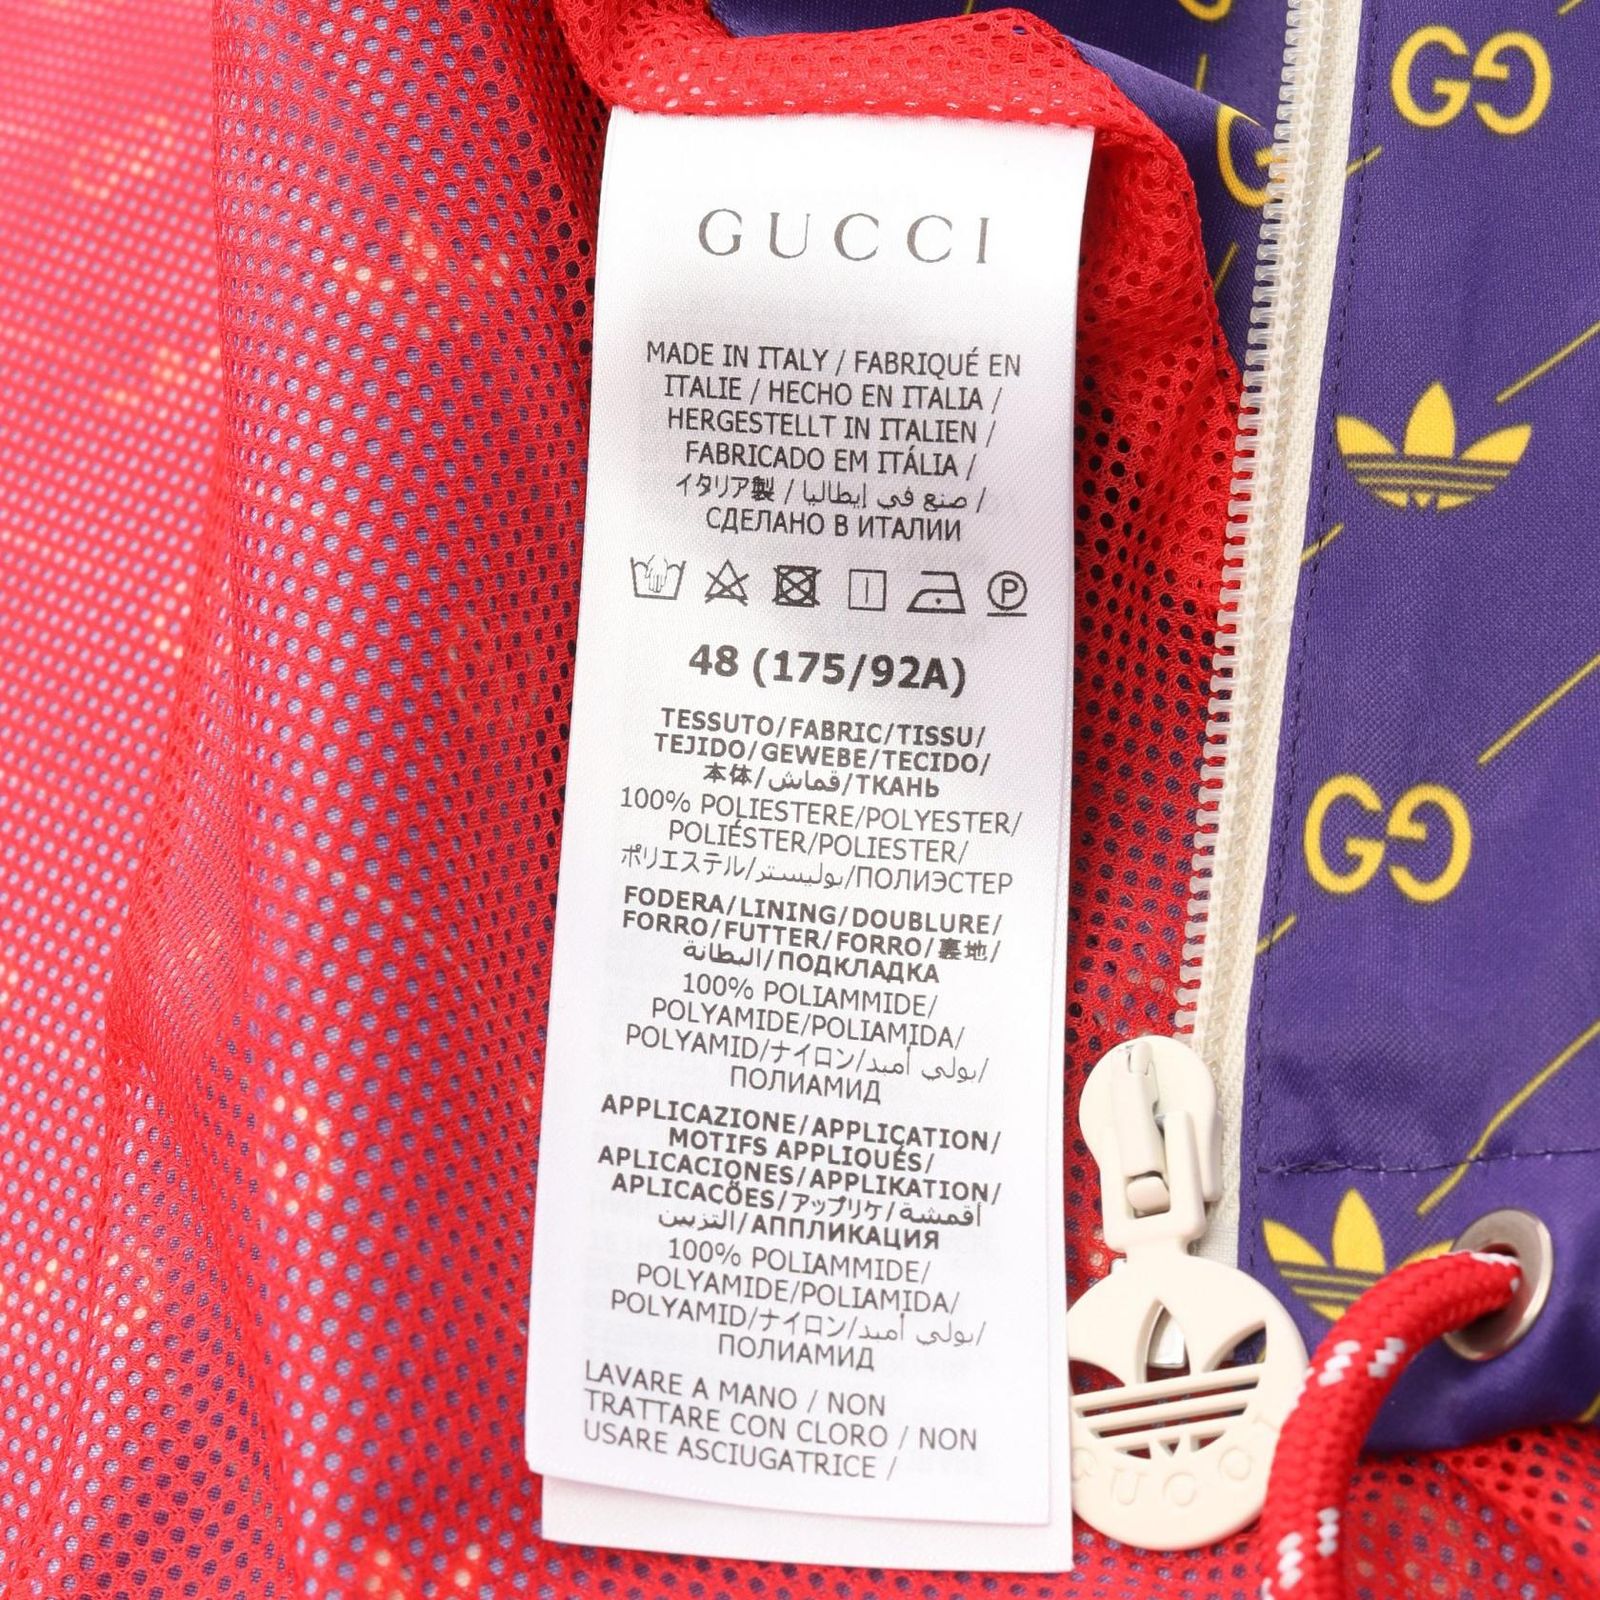 GUCCI
MADE IN ITALY / FABRIQUÉ EN
ITALIE / HECHO EN ITALIA /
HERGESTELLT IN ITALIEN /
FABRICADO EM ITÁLIA /
イタリア製 / صنع في إيطاليا /
СДЕЛАНО В ИТАЛИИ
P
48 (175/92A)
TESSUTO/FABRIC/TISSU/
TEJIDO/GEWEBE/TECIDO/
本体/قماش/ТКАНЬ
100% POLIESTERE/POLYESTER/
POLIÉSTER/POLIESTER/
ポリエステル/بوليستر/ПОЛИЭСТЕР
FODERA/LINING/DOUBLURE/
FORRO/FUTTER/FORRO/裏地/
البطانة/ПОДКЛАДКА
100% POLIAMMIDE/
POLYAMIDE/POLIAMIDA/
POLYAMID/ナイロン/بولي أميد/
ПОЛИАМИД
APPLICAZIONE/APPLICATION/
MOTIFS APPLIQUÉS/
APLICACIONES/APPLIKATION/
APLICACÕES/アップリケ/أقمشة
التزيين/АППЛИКАЦИЯ
100% POLIAMMIDE/
POLYAMIDE/POLIAMIDA/
POLYAMID/ナイロン/بولي أميد/
ПОЛИАМИД
LAVARE A MANO / NON
TRATTARE CON CLORO / NON
USARE ASCIUGATRICE /
GG
G
GG
GUCCI